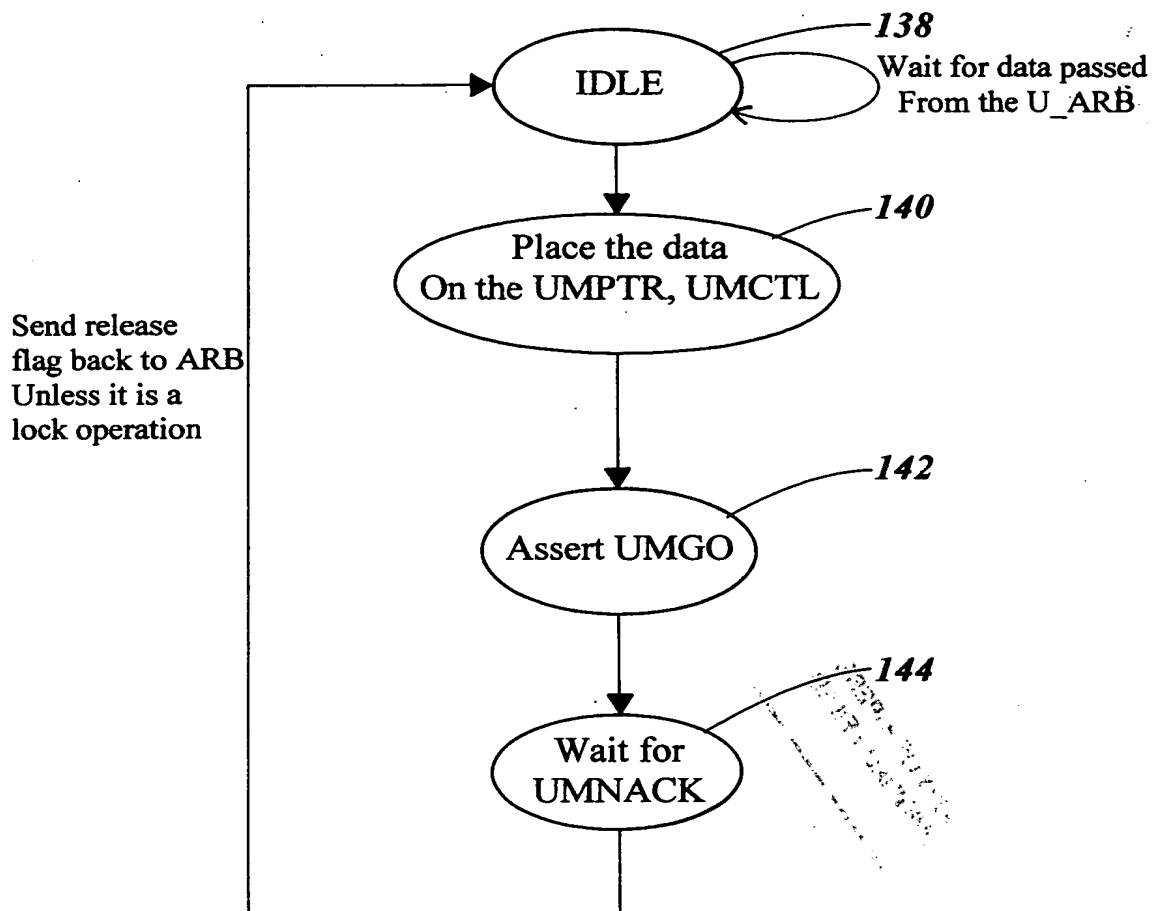 138
IDLE
Wait for data passed
From the U_ARB
140
Place the data
On the UMPTR, UMCTL
Send release
flag back to ARB
Unless it is a
lock operation
142
Assert UMGO
144
Wait for
UMNACK